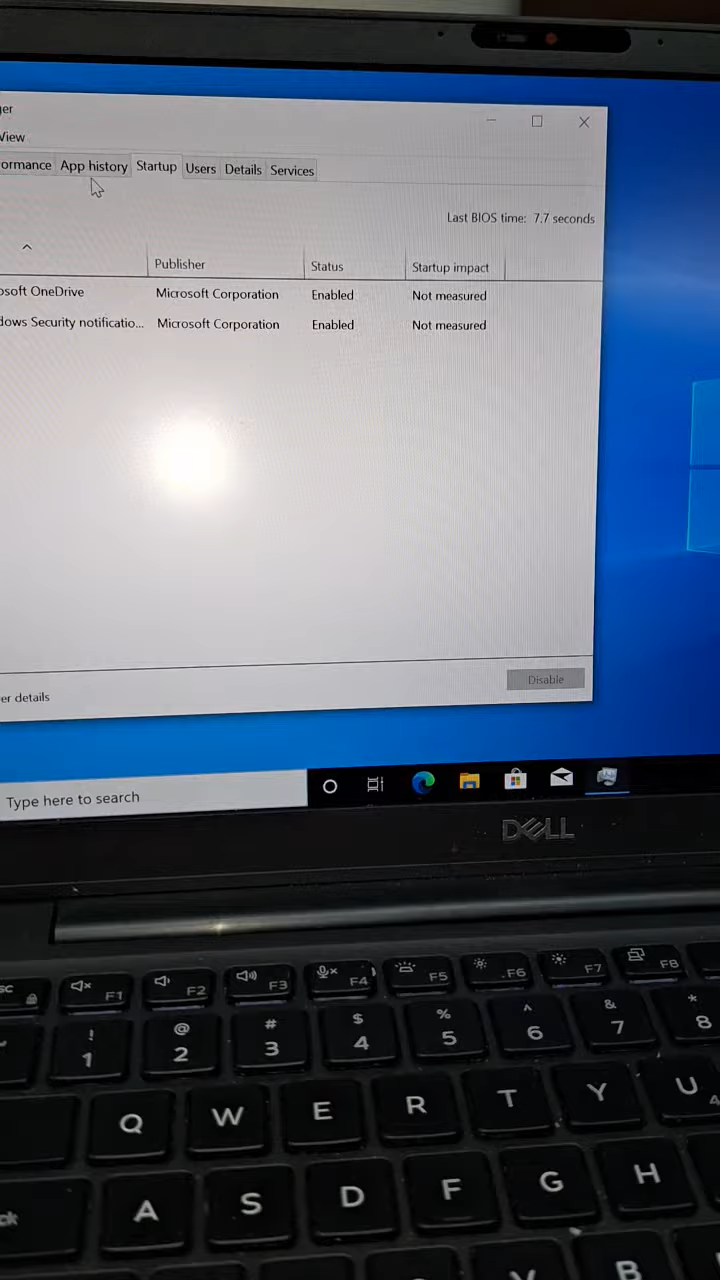 ger
View
ormance App history Startup Users Details Services
Last BIOS time: 7.7 seconds
Publisher Status Startup impact
osoft OneDrive Microsoft Corporation Enabled Not measured
dows Security notificatio... Microsoft Corporation Enabled Not measured
er details Disable
Type here to search
DELL
sc F1 F2 F3 F4 F5 F6 F7 F8
! @ # $ % ^ & *
1 2 3 4 5 6 7 8
Q W E R T Y U 4
A S D F G H
V B